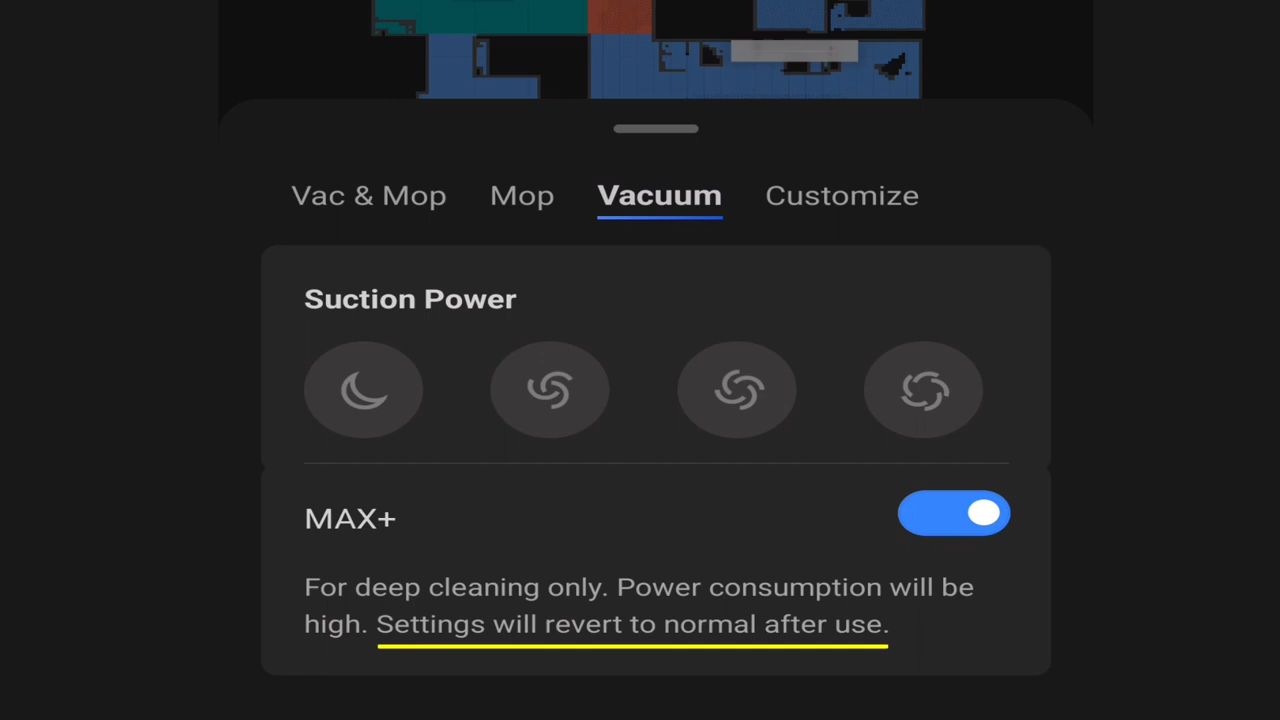 Vac & Mop Mop Vacuum Customize
Suction Power
MAX+
For deep cleaning only. Power consumption will be
high. Settings will revert to normal after use.